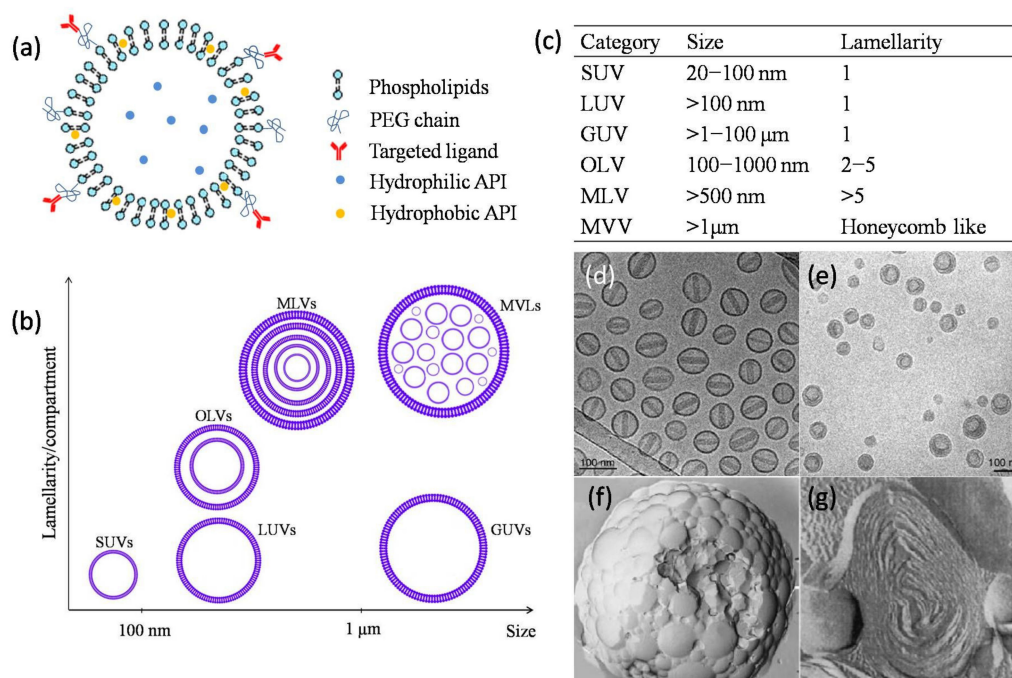 (a)
Phospholipids
PEG chain
Targeted ligand
Hydrophilic API
Hydrophobic API
(b)
Lamellarity/compartment
MLVs
MVLs
OLVs
SUVs
LUVs
GUVs
100 nm 1 μm Size
(c)
Category Size Lamellarity
SUV 20−100 nm 1
LUV >100 nm 1
GUV >1−100 μm 1
OLV 100−1000 nm 2−5
MLV >500 nm >5
MVV >1μm Honeycomb like
(d)
100 nm
(e)
100 n
(f)
(g)